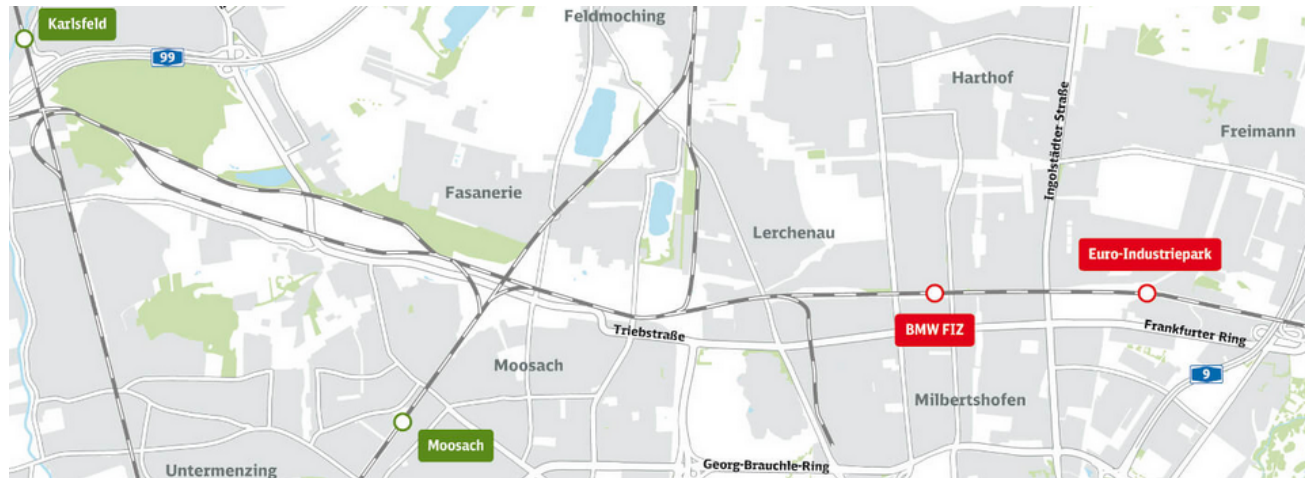 Karlsfeld
99
Feldmoching
Harthof
Ingolstädter Straße
Freimann
Fasanerie
Lerchenau
Euro-Industriepark
BMW FIZ
Triebstraße
Frankfurter Ring
Moosach
9
Milbertshofen
Moosach
Untermenzing
Georg-Brauchle-Ring